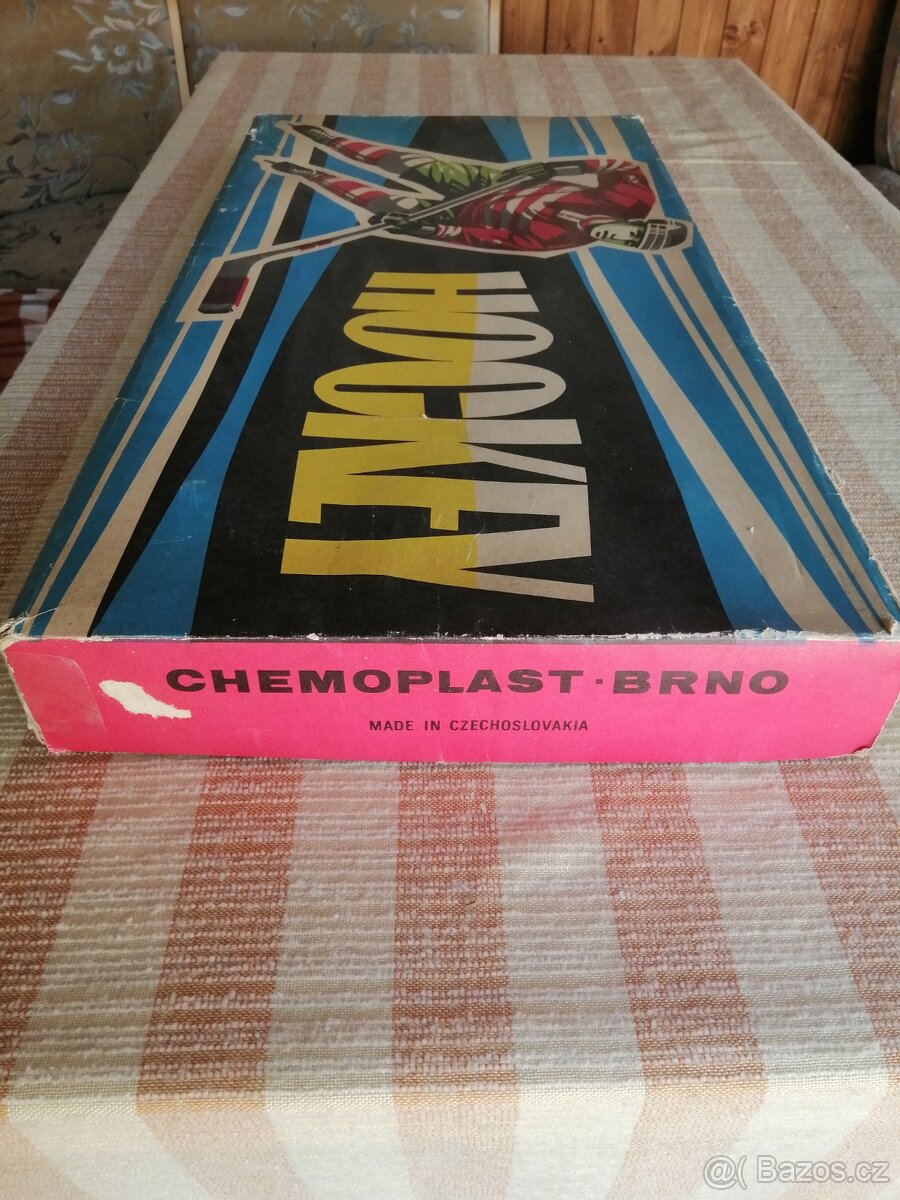 HOCKEY
CHEMOPLAST · BRNO
MADE IN CZECHOSLOVAKIA
@( Bazos.cz